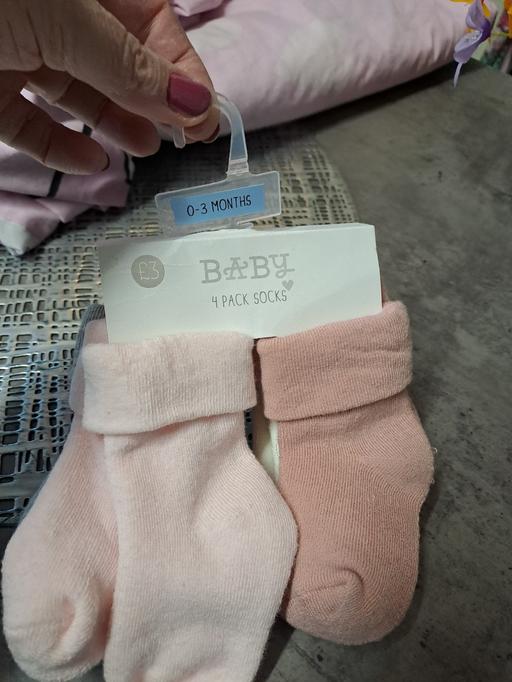 0-3 MONTHS
£3
BABY
4 PACK SOCKS